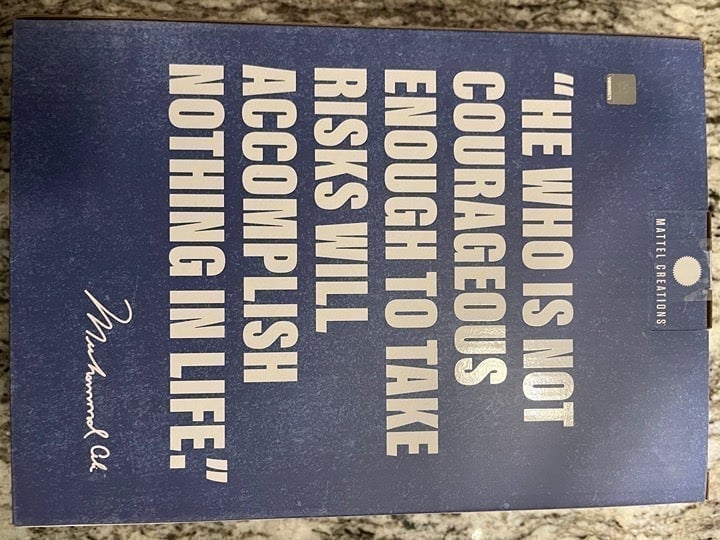 MATTEL CREATIONS
"HE WHO IS NOT
COURAGEOUS
ENOUGH TO TAKE
RISKS WILL
ACCOMPLISH
NOTHING IN LIFE."
Muhammad Ali